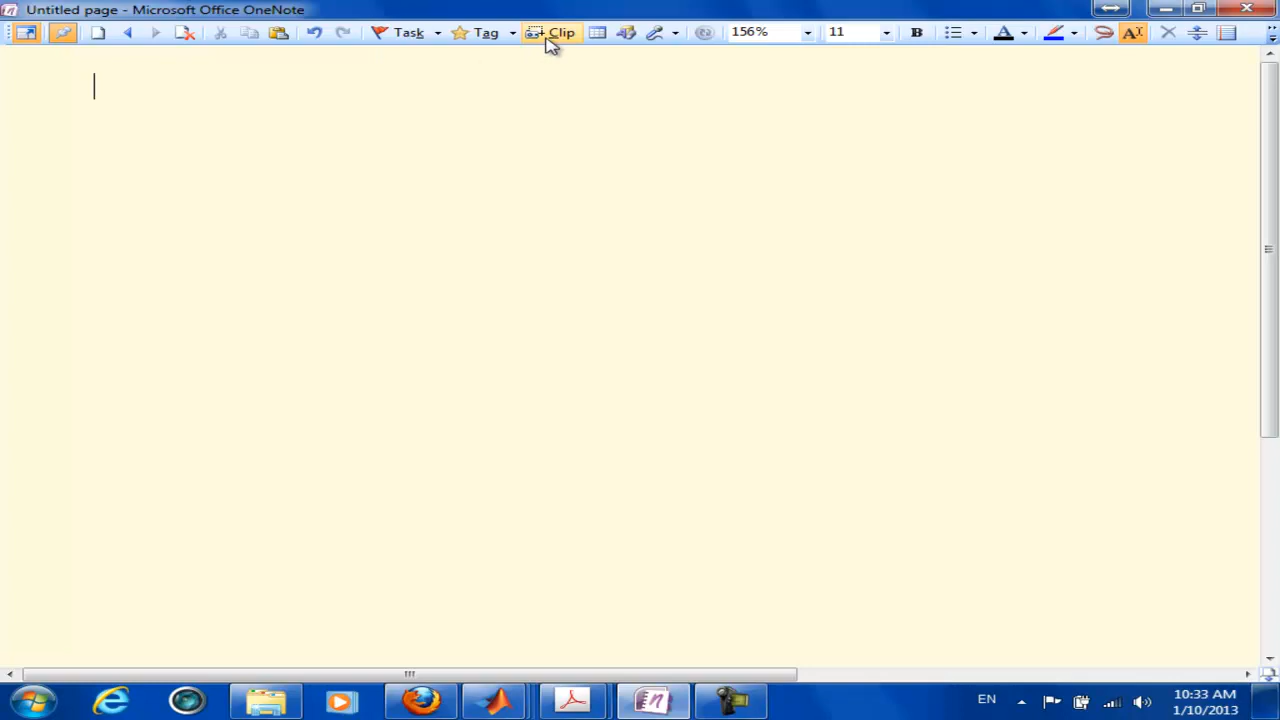 Untitled page - Microsoft Office OneNote
Task Tag Clip 156% 11 B A A
EN
10:33 AM
1/10/2013